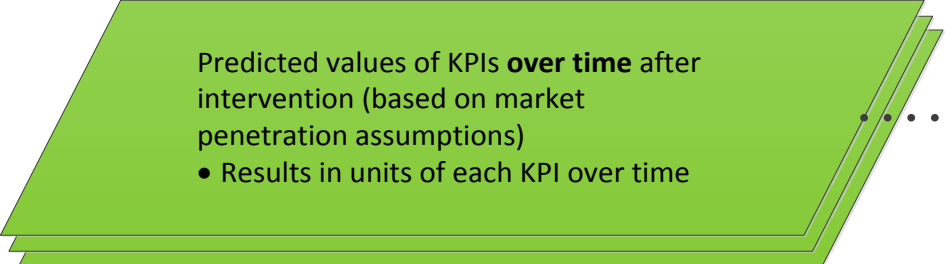 Predicted values of KPIs over time after
intervention (based on market
penetration assumptions)
• Results in units of each KPI over time